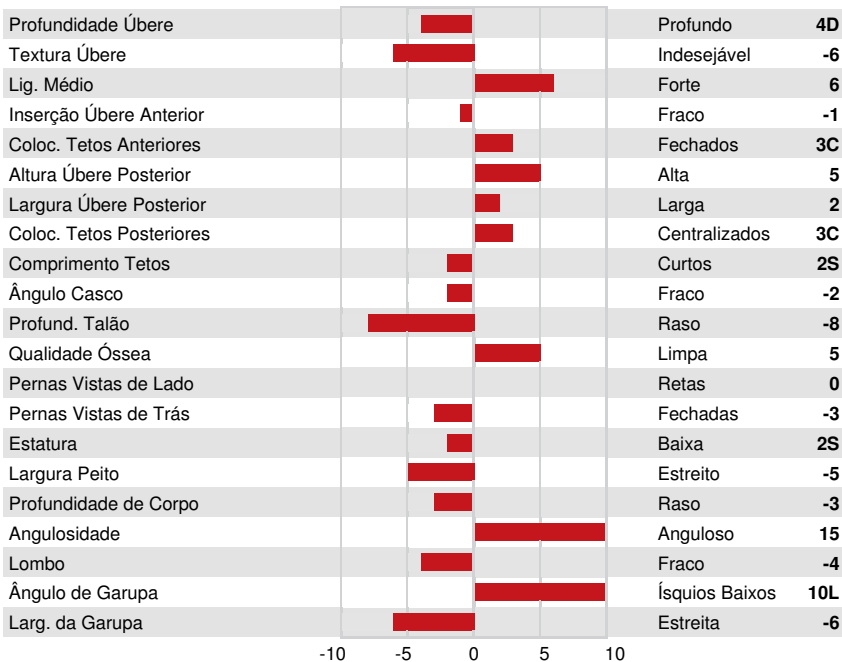 Profundidade Úbere Profundo 4D
Textura Úbere Indesejável -6
Lig. Médio Forte 6
Inserção Úbere Anterior Fraco -1
Coloc. Tetos Anteriores Fechados 3C
Altura Úbere Posterior Alta 5
Largura Úbere Posterior Larga 2
Coloc. Tetos Posteriores Centralizados 3C
Comprimento Tetos Curtos 2S
Ângulo Casco Fraco -2
Profund. Talão Raso -8
Qualidade Óssea Limpa 5
Pernas Vistas de Lado Retas 0
Pernas Vistas de Trás Fechadas -3
Estatura Baixa 2S
Largura Peito Estreito -5
Profundidade de Corpo Raso -3
Angulosidade Anguloso 15
Lombo Fraco -4
Ângulo de Garupa Ísquios Baixos 10L
Larg. da Garupa Estreita -6
-10 -5 0 5 10